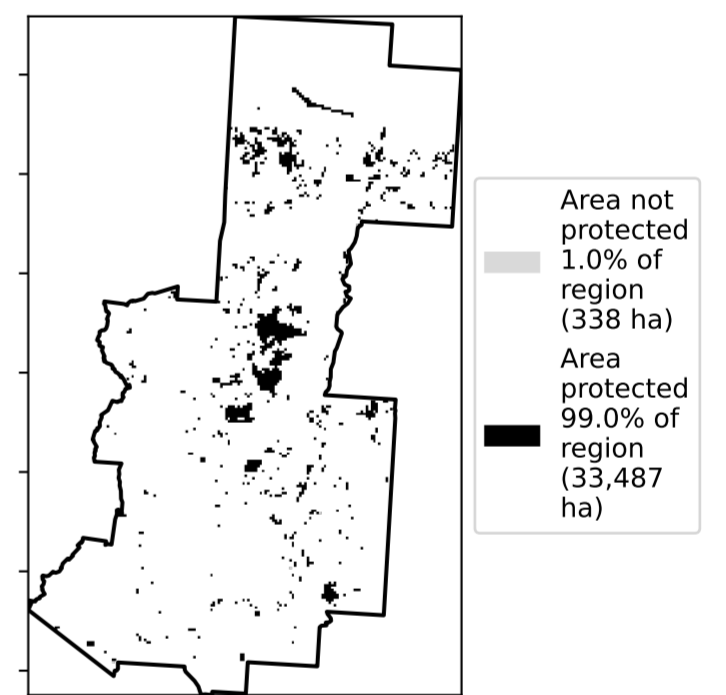 Area not
protected
1.0% of
region
(338 ha)
Area
protected
99.0% of
region
(33,487
ha)